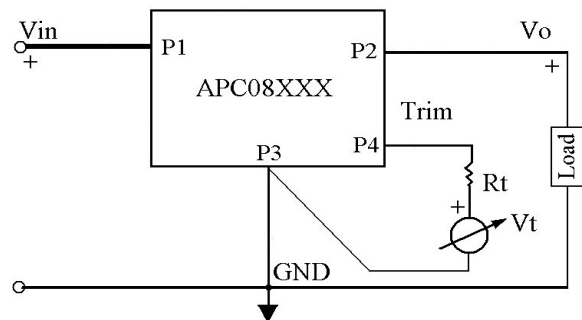 Vin
Vo
+
+
P1
P2
APC08XXX
Trim
P4
P3
Rt
Load
+
Vt
GND